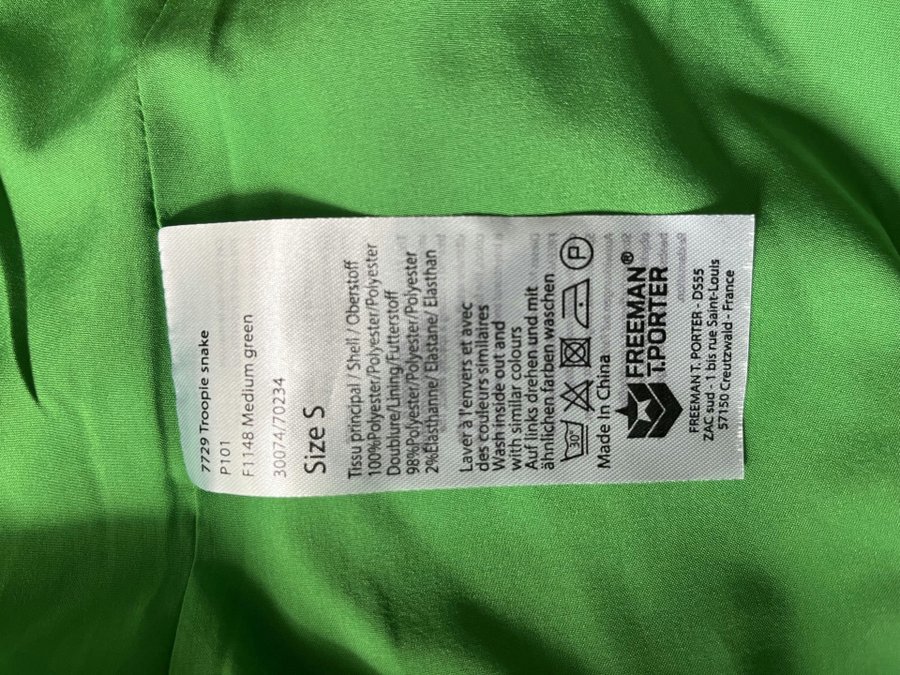 7729 Troopie snake
P101
F1148 Medium green
30074/70234
Size S
Tissu principal / Shell / Oberstoff
100%Polyester/Polyester/Polyester
Doublure/Lining/Futterstoff
98%Polyester/Polyester/Polyester
2%Elasthanne/ Elastane/ Elasthan
Laver à l'envers et avec
des couleurs similaires
Wash inside out and
with similar colours
Auf links drehen und mit
ähnlichen farben waschen
30° P
Made In China
FREEMAN®
T.PORTER
FREEMAN T. PORTER - DS55
ZAC sud - 1 bis rue Saint-Louis
57150 Creutzwald - France